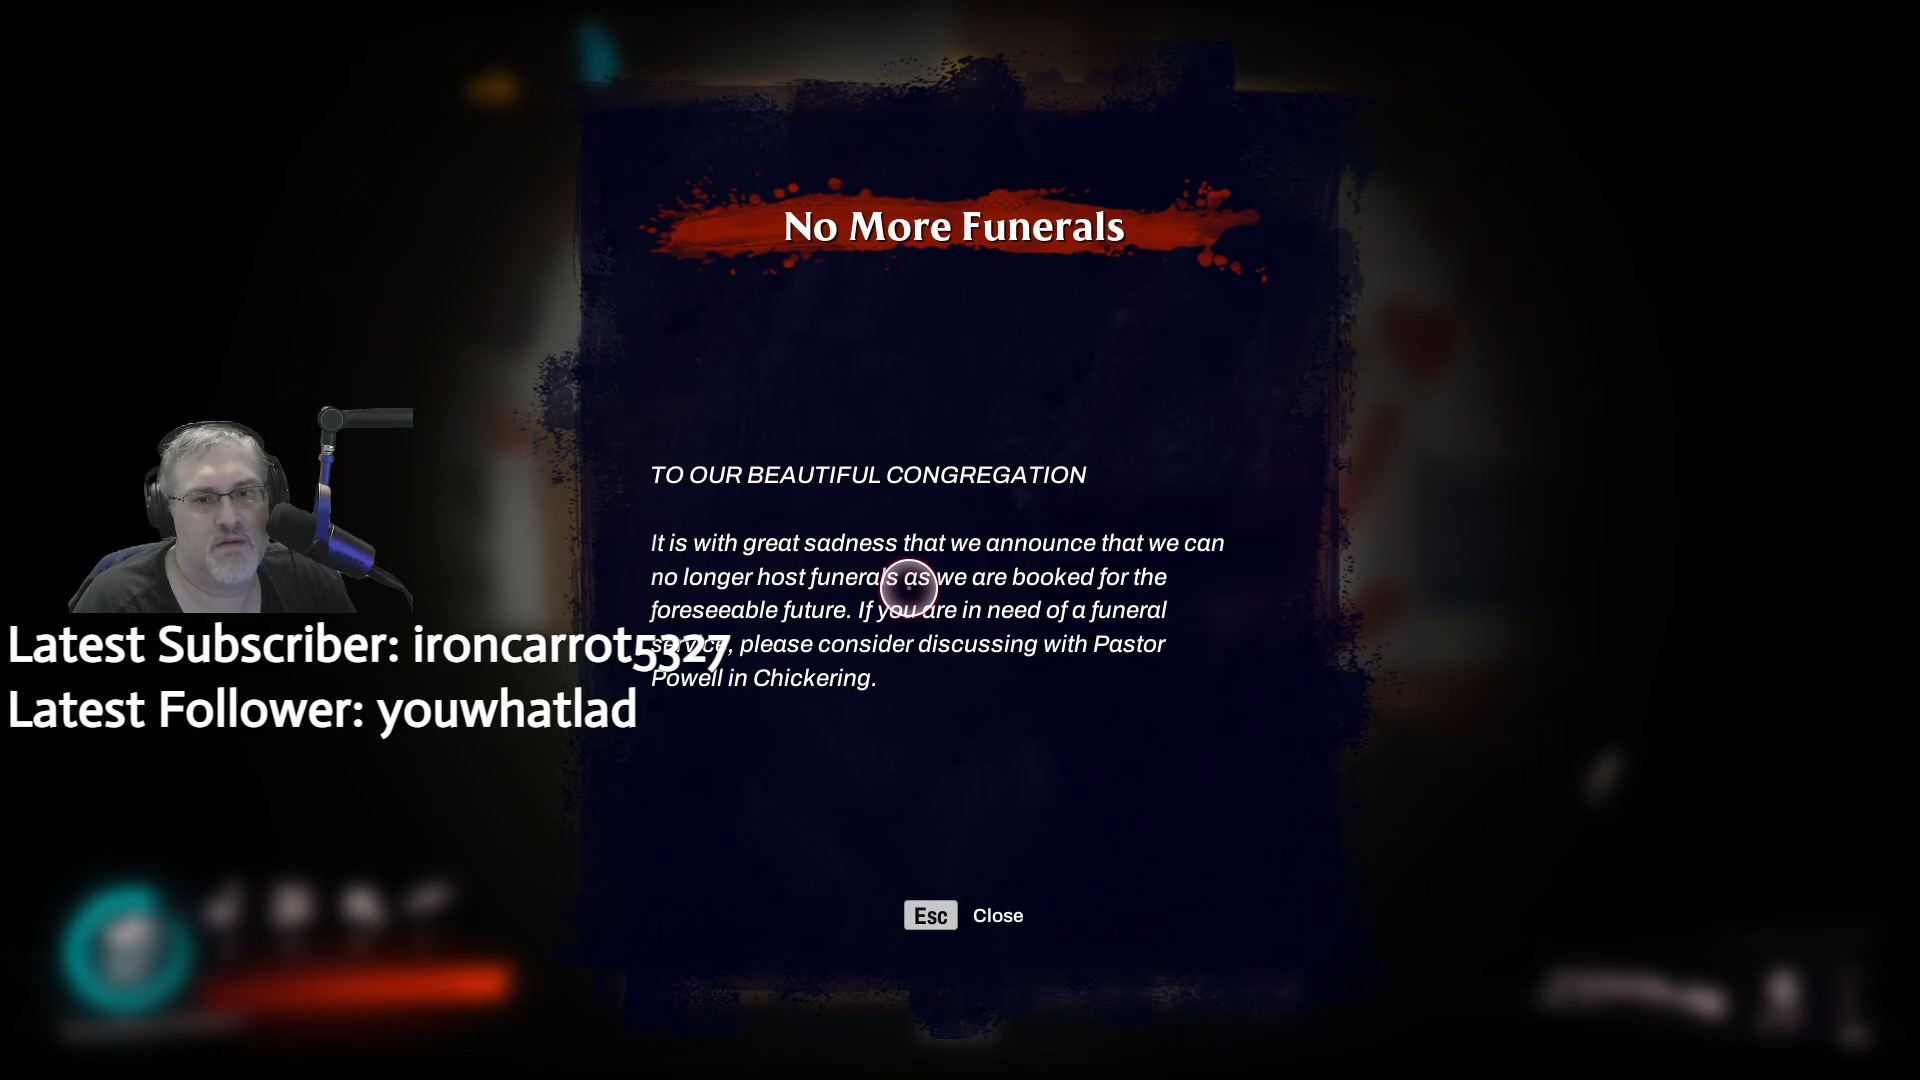 No More Funerals
TO OUR BEAUTIFUL CONGREGATION
It is with great sadness that we announce that we can
no longer host funerals as we are booked for the
foreseeable future. If you are in need of a funeral
service, please consider discussing with Pastor
Powell in Chickering.
Latest Subscriber: ironcarrot5327
Latest Follower: youwhatlad
Esc Close